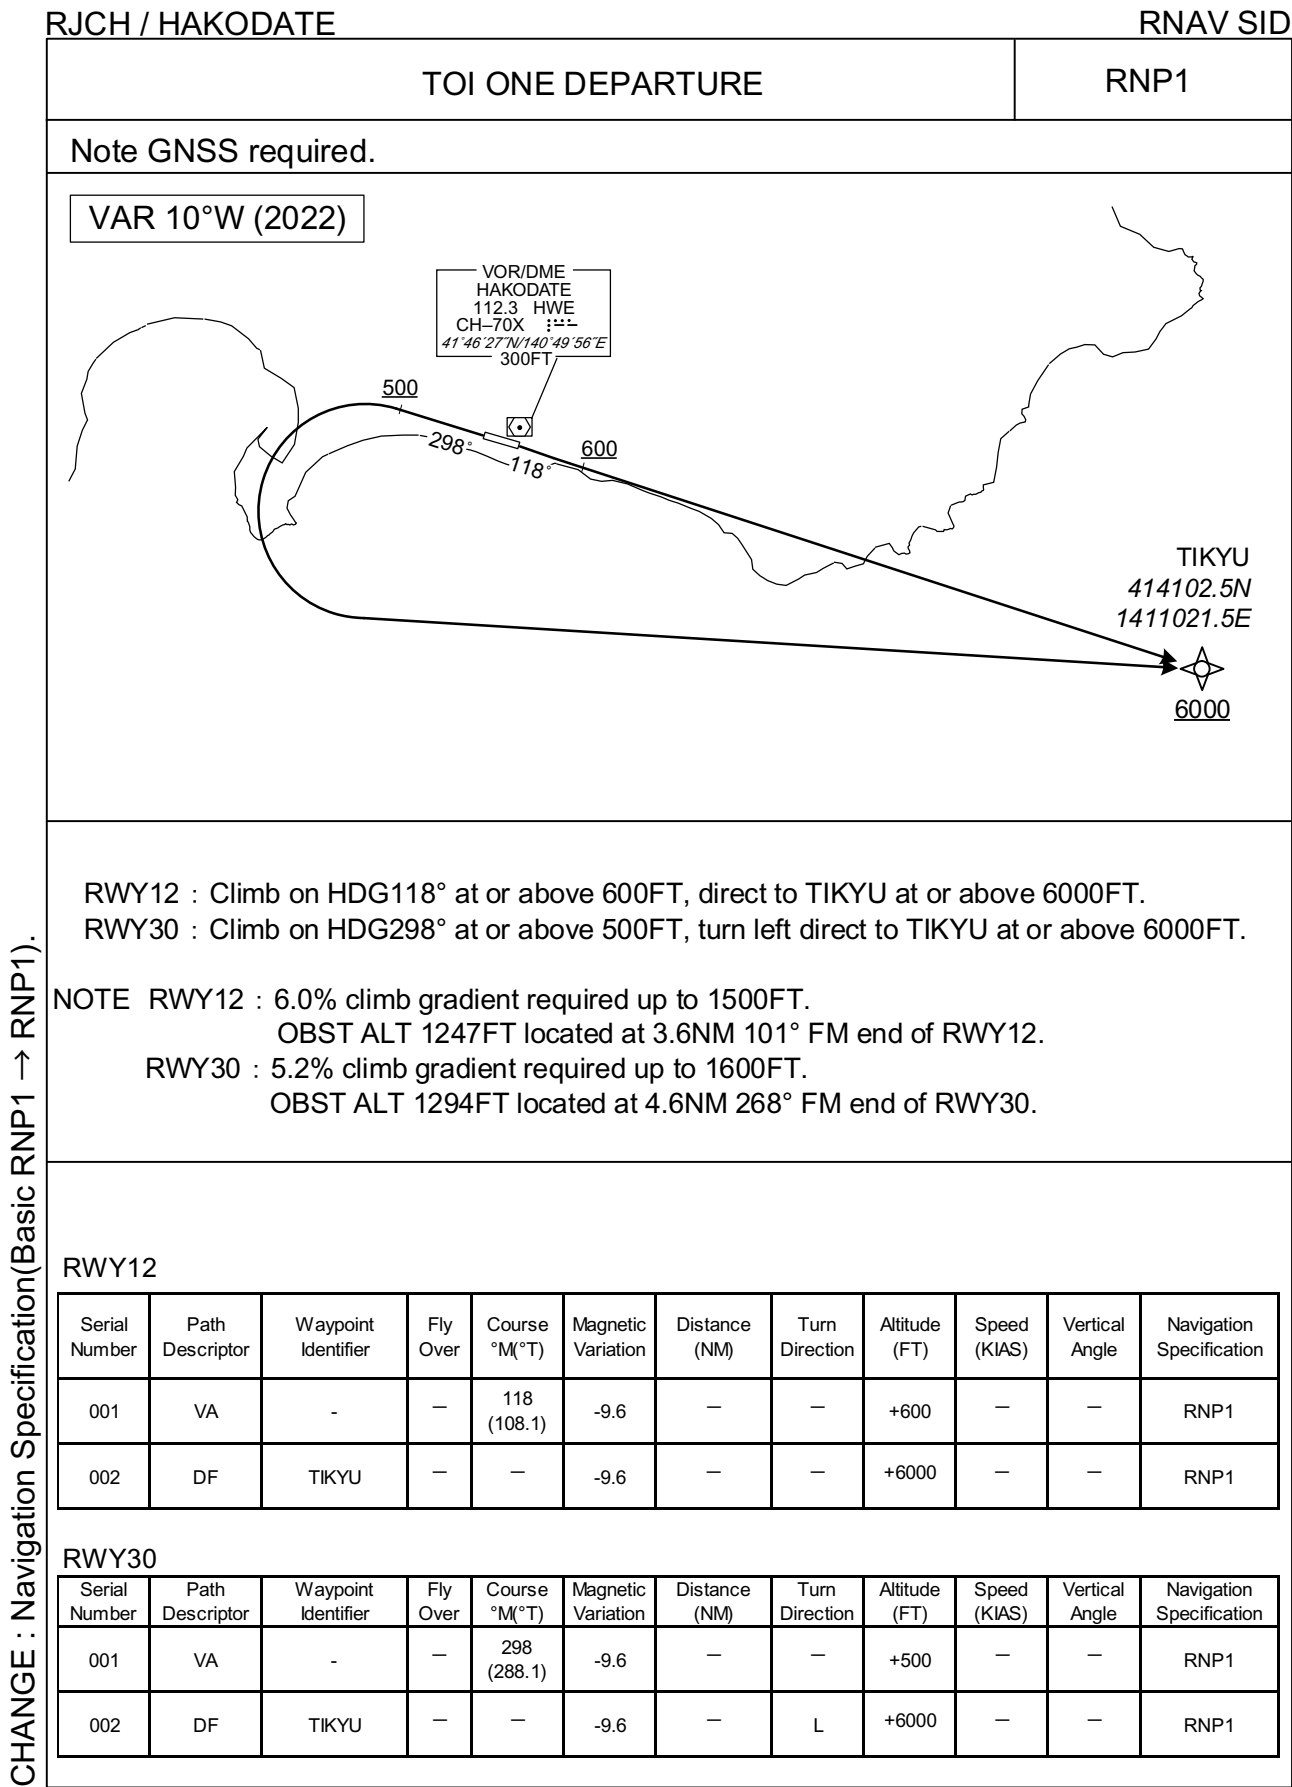 RJCH / HAKODATE
RNAV SID
TOI ONE DEPARTURE
RNP1
Note GNSS required.
VAR 10°W (2022)
VOR/DME
HAKODATE
112.3 HWE
CH–70X
41°46′27″N/140°49′56″E
300FT
500
298°
118°
600
TIKYU
414102.5N
1411021.5E
6000
RWY12 : Climb on HDG118° at or above 600FT, direct to TIKYU at or above 6000FT.
RWY30 : Climb on HDG298° at or above 500FT, turn left direct to TIKYU at or above 6000FT.
NOTE RWY12 : 6.0% climb gradient required up to 1500FT.
OBST ALT 1247FT located at 3.6NM 101° FM end of RWY12.
RWY30 : 5.2% climb gradient required up to 1600FT.
OBST ALT 1294FT located at 4.6NM 268° FM end of RWY30.
RWY12
Serial Number Path Descriptor Waypoint Identifier Fly Over Course °M(°T) Magnetic Variation Distance (NM) Turn Direction Altitude (FT) Speed (KIAS) Vertical Angle Navigation Specification
001 VA - — 118 (108.1) -9.6 — — +600 — — RNP1
002 DF TIKYU — — -9.6 — — +6000 — — RNP1
RWY30
Serial Number Path Descriptor Waypoint Identifier Fly Over Course °M(°T) Magnetic Variation Distance (NM) Turn Direction Altitude (FT) Speed (KIAS) Vertical Angle Navigation Specification
001 VA - — 298 (288.1) -9.6 — — +500 — — RNP1
002 DF TIKYU — — -9.6 — L +6000 — — RNP1
CHANGE : Navigation Specification(Basic RNP1 → RNP1).